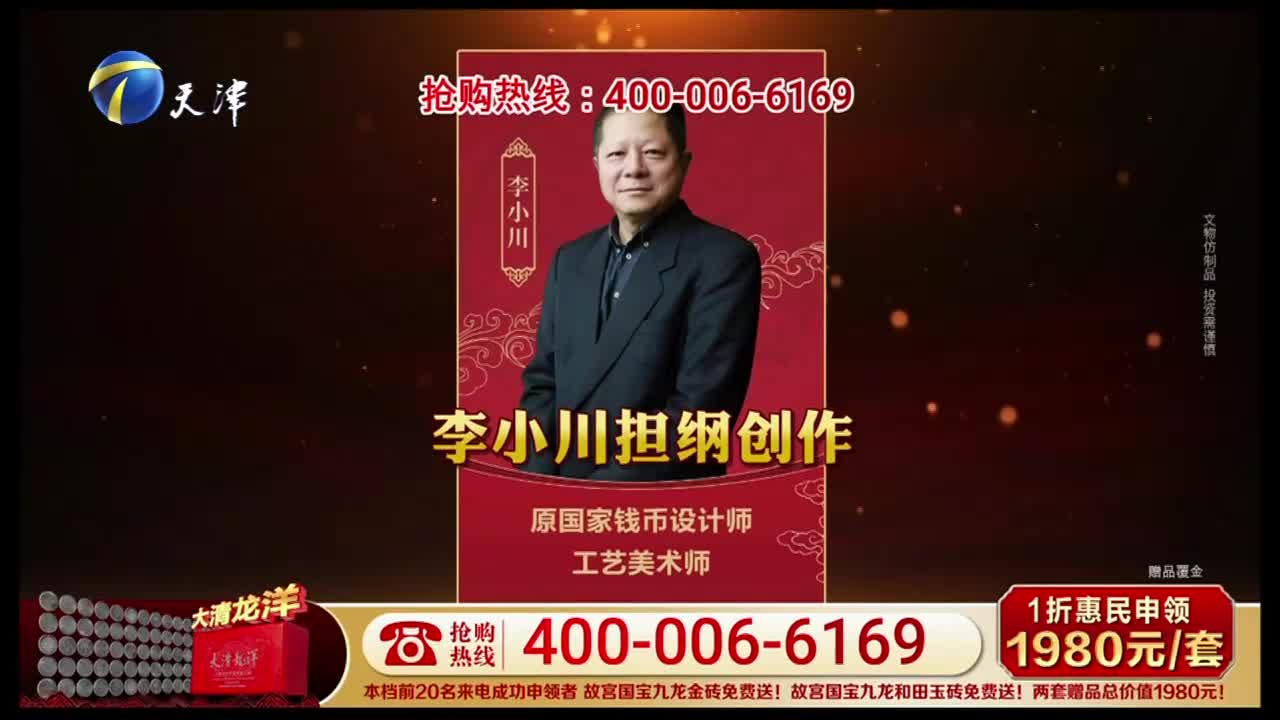 天津
抢购热线：400-006-6169
李小川
文物仿制品 投资需谨慎
李小川担纲创作
原国家钱币设计师
工艺美术师
赠品覆金
大清龙洋
大清龙洋
抢购热线
400-006-6169
1折惠民申领
1980元/套
本档前20名来电成功申领者 故宫国宝九龙金砖免费送！故宫国宝九龙和田玉砖免费送！两套赠品总价值1980元！